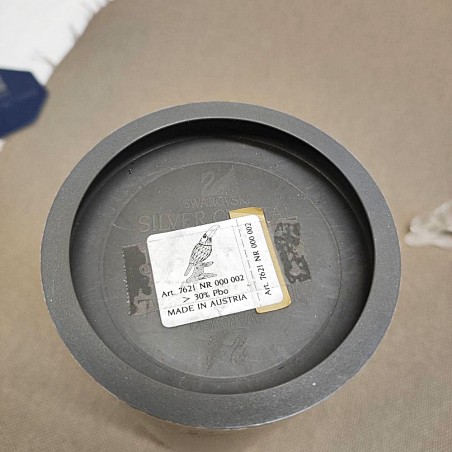 SWAROVSKI
SILVER CRYSTAL
Art. 7621 NR 000 002
> 30% Pbo
MADE IN AUSTRIA
Art. 7621 NR 000 002